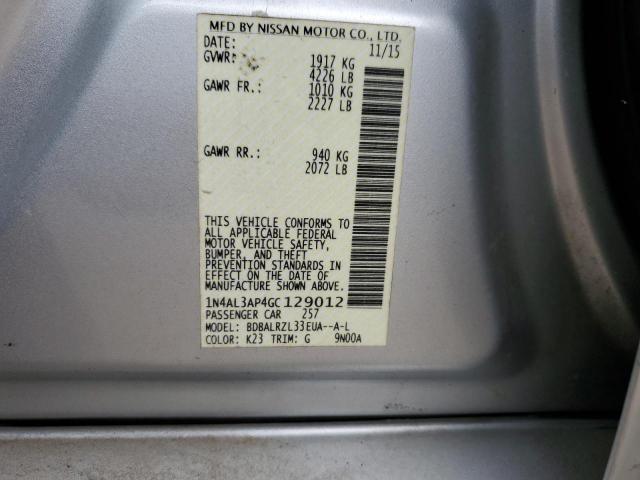 MFD BY NISSAN MOTOR CO., LTD.
DATE: 11/15
GVWR: 1917 KG
4226 LB
GAWR FR.: 1010 KG
2227 LB
GAWR RR.: 940 KG
2072 LB
THIS VEHICLE CONFORMS TO
ALL APPLICABLE FEDERAL
MOTOR VEHICLE SAFETY,
BUMPER, AND THEFT
PREVENTION STANDARDS IN
EFFECT ON THE DATE OF
MANUFACTURE SHOWN ABOVE.
1N4AL3AP4GC129012
PASSENGER CAR 257
MODEL: BDBALRZL33EUA--A-L
COLOR: K23 TRIM: G 9N00A